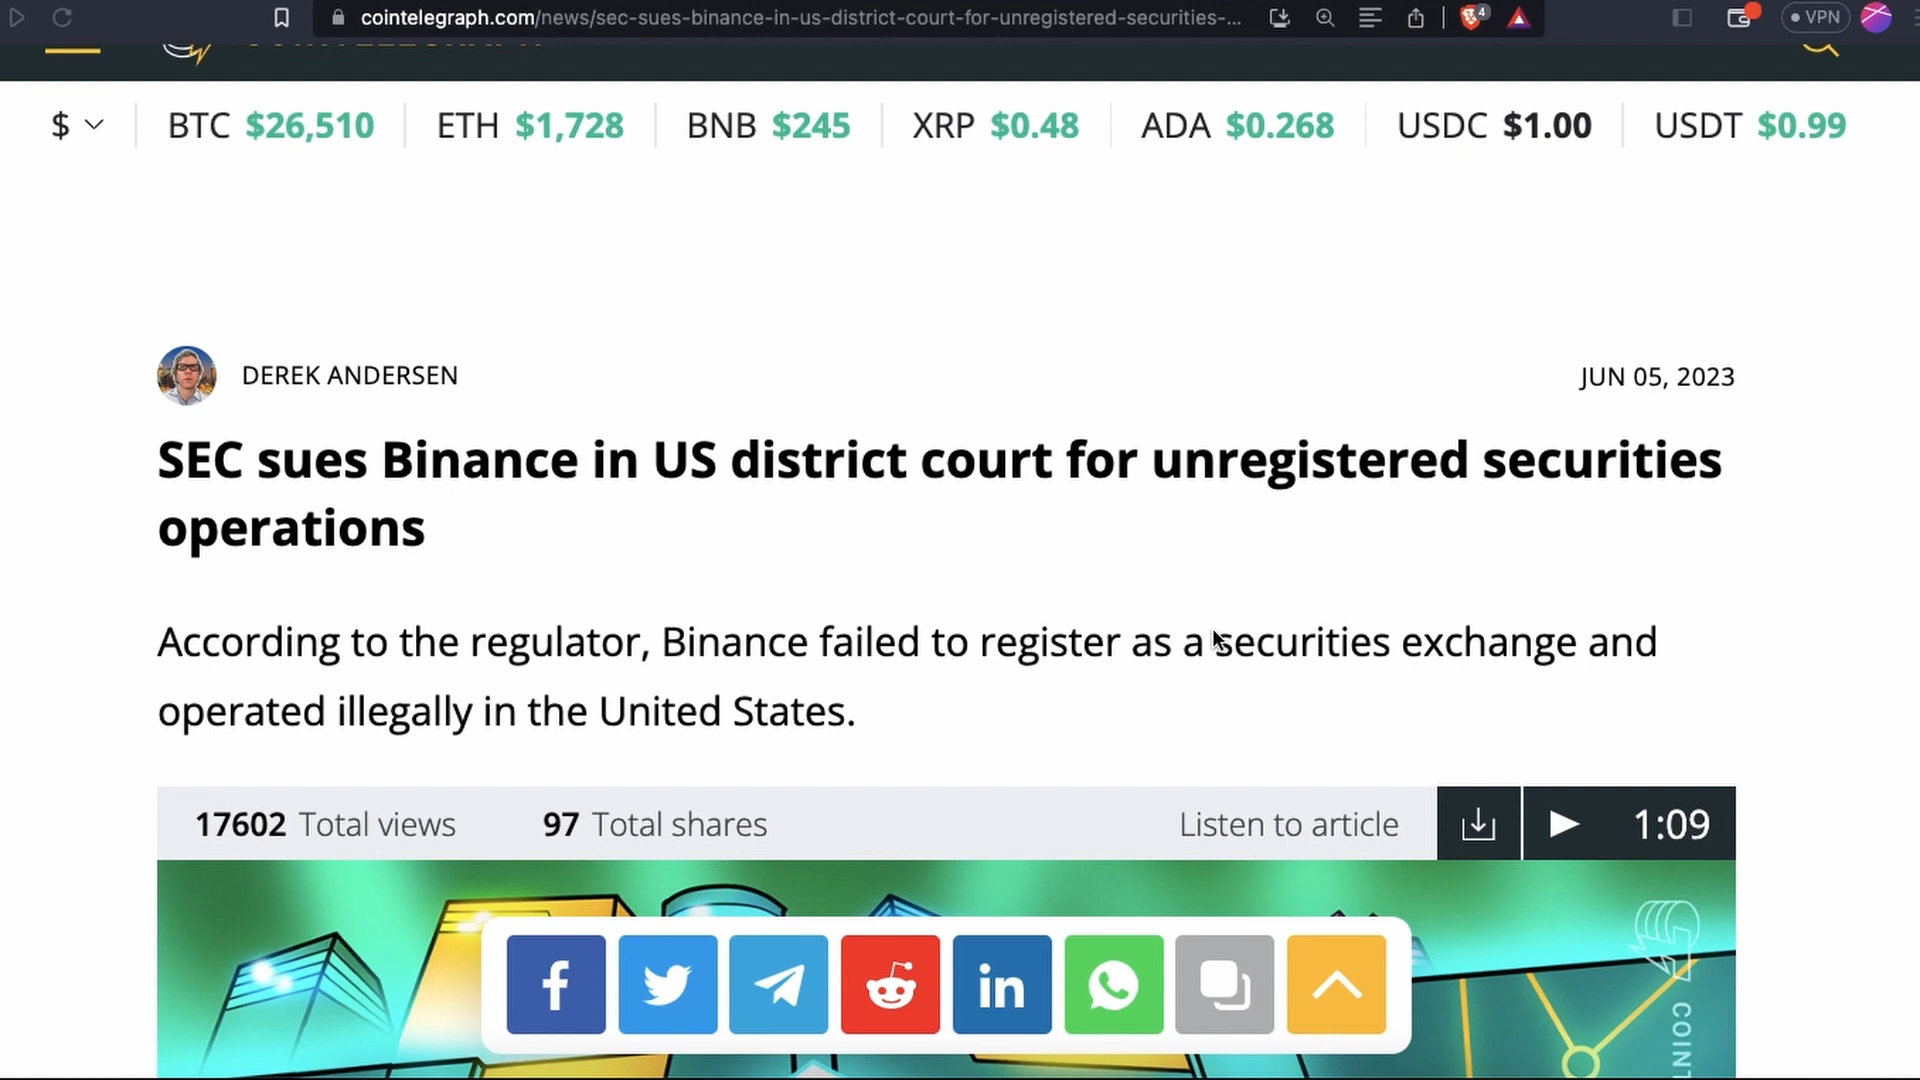 cointelegraph.com/news/sec-sues-binance-in-us-district-court-for-unregistered-securities-...
4
VPN
$ BTC $26,510 ETH $1,728 BNB $245 XRP $0.48 ADA $0.268 USDC $1.00 USDT $0.99
DEREK ANDERSEN
JUN 05, 2023
SEC sues Binance in US district court for unregistered securities
operations
According to the regulator, Binance failed to register as a securities exchange and
operated illegally in the United States.
17602 Total views 97 Total shares Listen to article 1:09
f
in